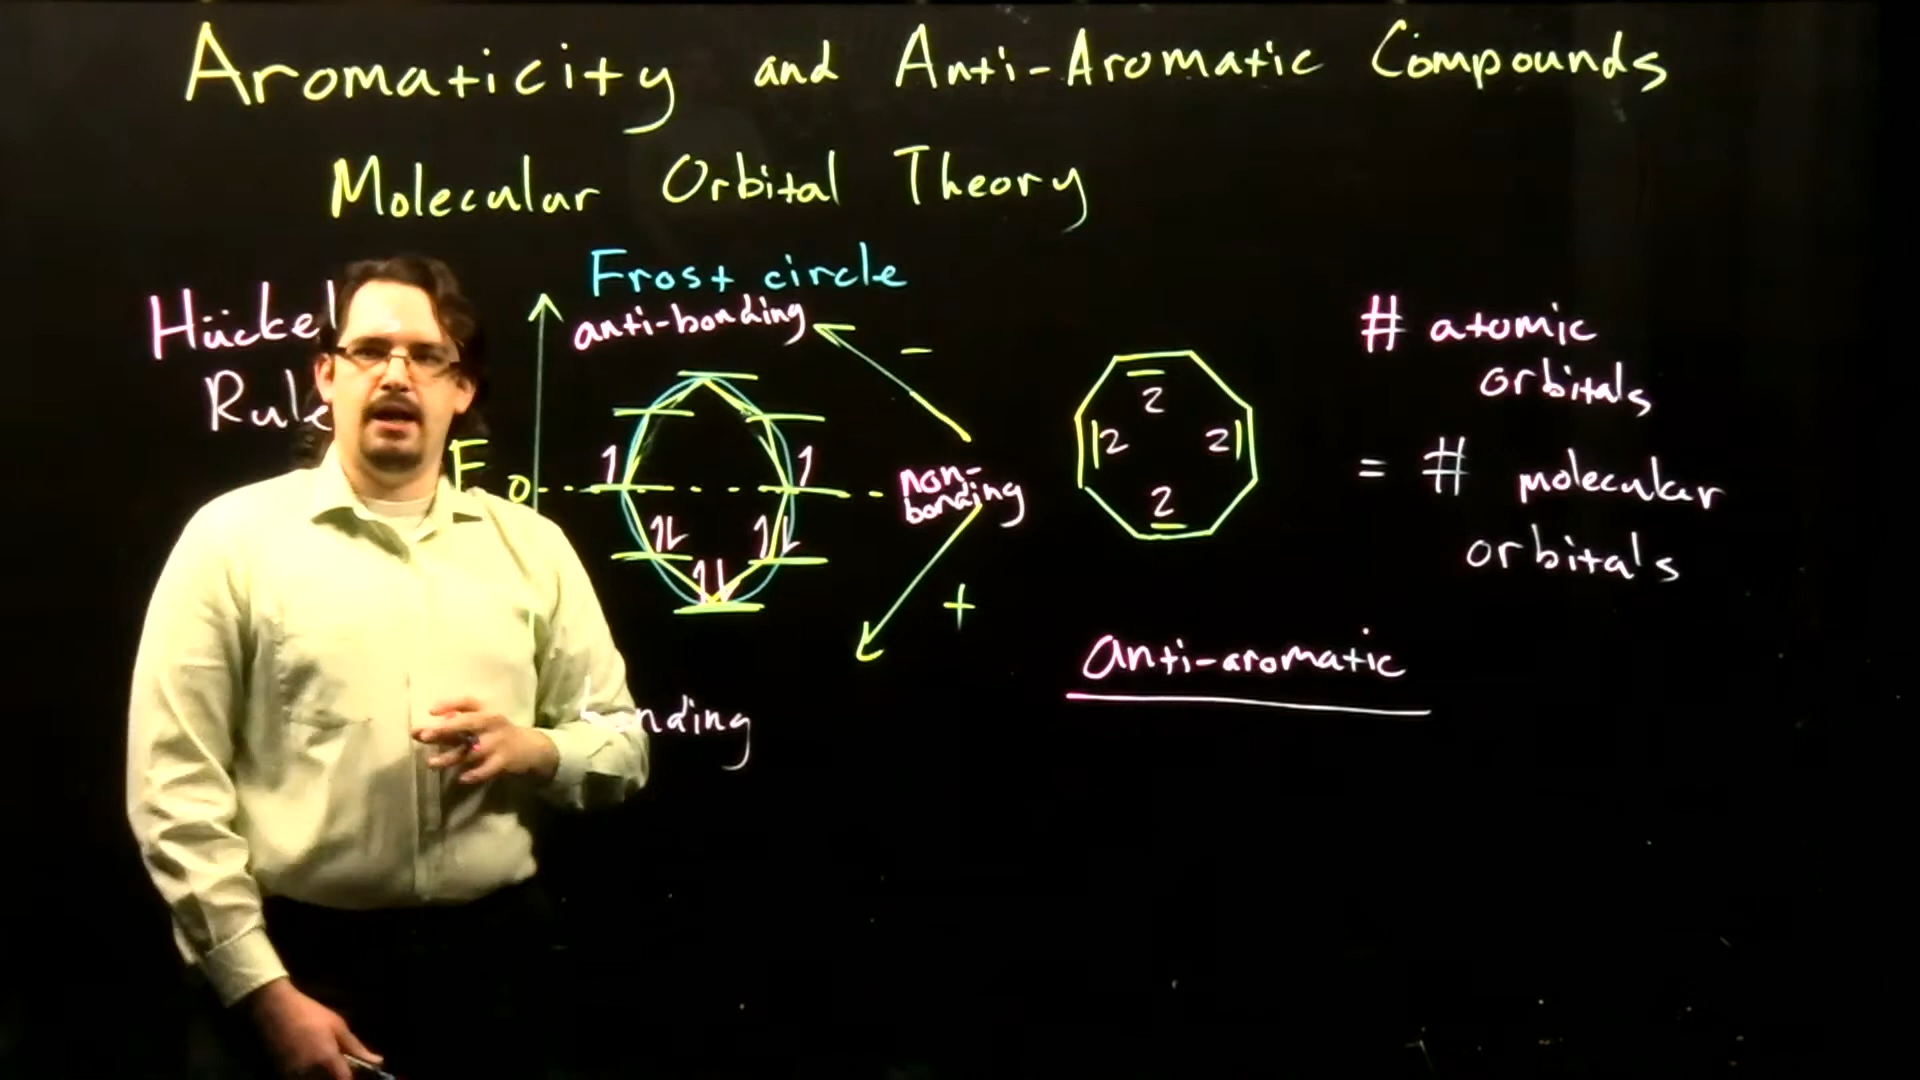 Aromaticity and Anti-Aromatic Compounds
Molecular Orbital Theory
Hückel
Rule
Frost circle
anti-bonding
-
E
0
1 1
non-
bonding
1L 1L
1L
+
bonding
2
2 2
2
# atomic
orbitals
= # molecular
orbitals
anti-aromatic